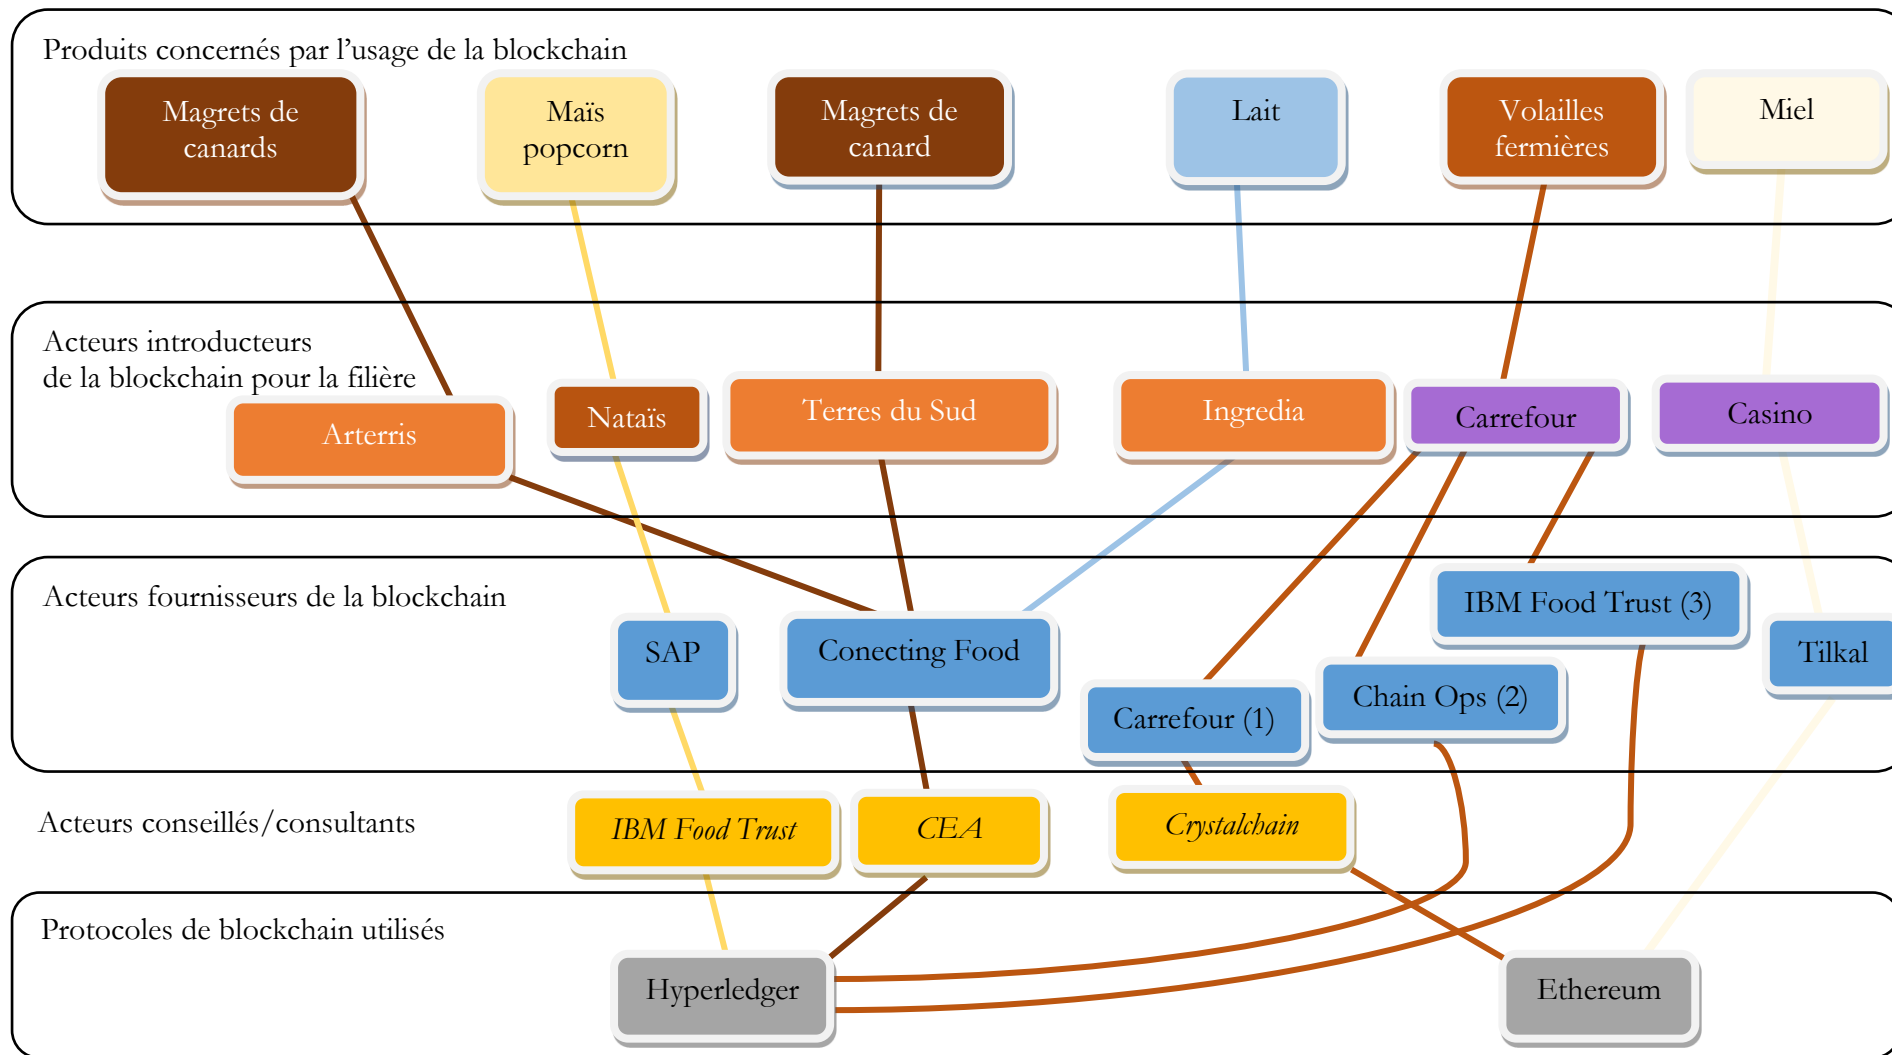 Produits concernés par l’usage de la blockchain
Magrets de
canards
Maïs
popcorn
Magrets de
canard
Lait
Volailles
fermières
Miel
Acteurs introducteurs
de la blockchain pour la filière
Arterris
Nataïs
Terres du Sud
Ingredia
Carrefour
Casino
Acteurs fournisseurs de la blockchain
SAP
Conecting Food
Carrefour (1)
Chain Ops (2)
IBM Food Trust (3)
Tilkal
Acteurs conseillés/consultants
IBM Food Trust
CEA
Crystalchain
Protocoles de blockchain utilisés
Hyperledger
Ethereum